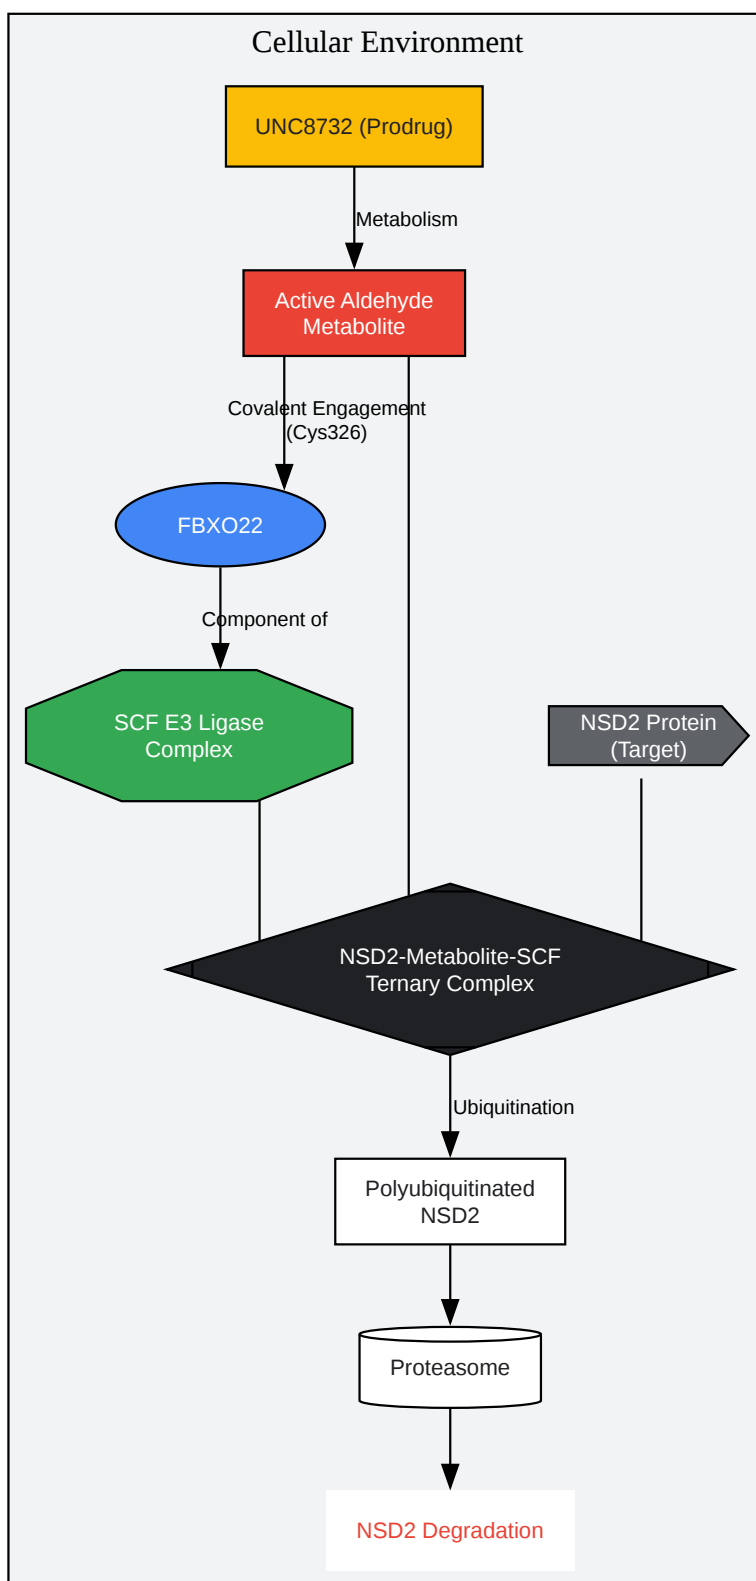 Cellular Environment
UNC8732 (Prodrug)
Metabolism
Active Aldehyde
Metabolite
Covalent Engagement
(Cys326)
FBXO22
Component of
SCF E3 Ligase
Complex
NSD2 Protein
(Target)
NSD2-Metabolite-SCF
Ternary Complex
Ubiquitination
Polyubiquitinated
NSD2
Proteasome
NSD2 Degradation